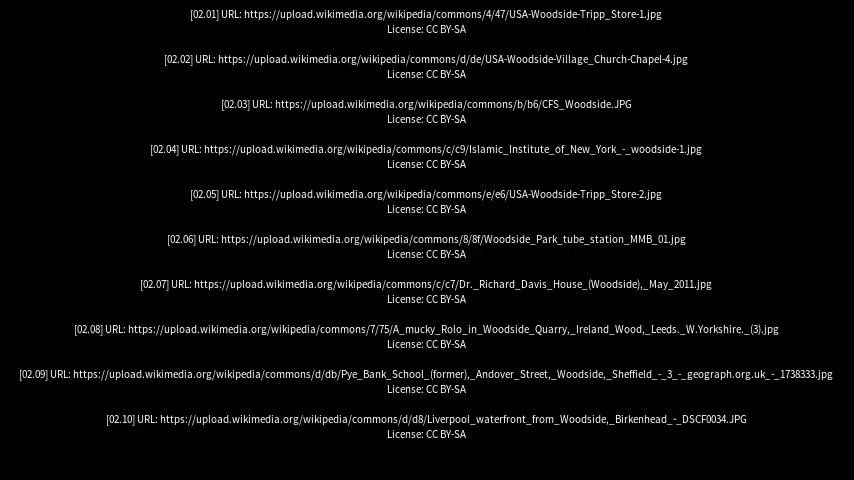 [02.01] URL: https://upload.wikimedia.org/wikipedia/commons/4/47/USA-Woodside-Tripp_Store-1.jpg
License: CC BY-SA
[02.02] URL: https://upload.wikimedia.org/wikipedia/commons/d/de/USA-Woodside-Village_Church-Chapel-4.jpg
License: CC BY-SA
[02.03] URL: https://upload.wikimedia.org/wikipedia/commons/b/b6/CFS_Woodside.JPG
License: CC BY-SA
[02.04] URL: https://upload.wikimedia.org/wikipedia/commons/c/c9/Islamic_Institute_of_New_York_-_woodside-1.jpg
License: CC BY-SA
[02.05] URL: https://upload.wikimedia.org/wikipedia/commons/e/e6/USA-Woodside-Tripp_Store-2.jpg
License: CC BY-SA
[02.06] URL: https://upload.wikimedia.org/wikipedia/commons/8/8f/Woodside_Park_tube_station_MMB_01.jpg
License: CC BY-SA
[02.07] URL: https://upload.wikimedia.org/wikipedia/commons/c/c7/Dr._Richard_Davis_House_(Woodside),_May_2011.jpg
License: CC BY-SA
[02.08] URL: https://upload.wikimedia.org/wikipedia/commons/7/75/A_mucky_Rolo_in_Woodside_Quarry,_Ireland_Wood,_Leeds._W.Yorkshire._(3).jpg
License: CC BY-SA
[02.09] URL: https://upload.wikimedia.org/wikipedia/commons/d/db/Pye_Bank_School_(former),_Andover_Street,_Woodside,_Sheffield_-_3_-_geograph.org.uk_-_1738333.jpg
License: CC BY-SA
[02.10] URL: https://upload.wikimedia.org/wikipedia/commons/d/d8/Liverpool_waterfront_from_Woodside,_Birkenhead_-_DSCF0034.JPG
License: CC BY-SA